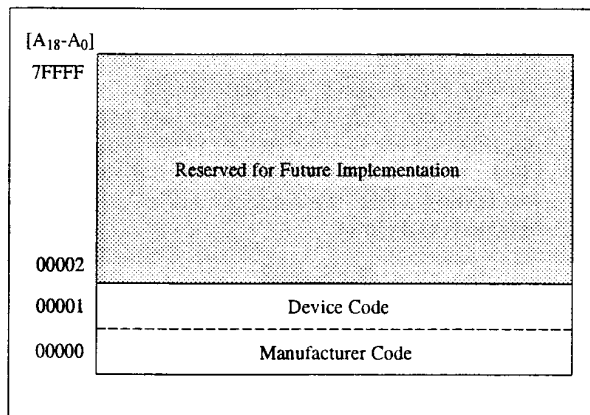 [A₁₈-A₀]
7FFFF
Reserved for Future Implementation
00002
00001
Device Code
00000
Manufacturer Code